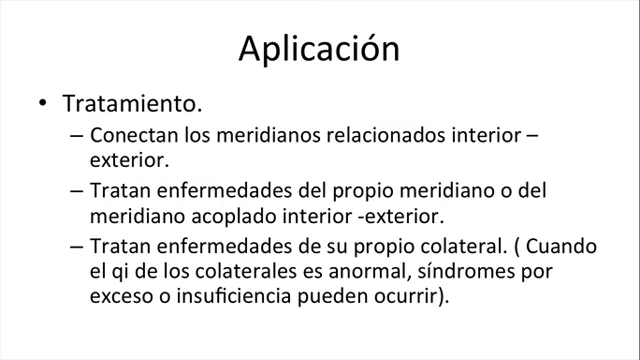 Aplicación
• Tratamiento.
– Conectan los meridianos relacionados interior –
exterior.
– Tratan enfermedades del propio meridiano o del
meridiano acoplado interior -exterior.
– Tratan enfermedades de su propio colateral. ( Cuando
el qi de los colaterales es anormal, síndromes por
exceso o insuficiencia pueden ocurrir).